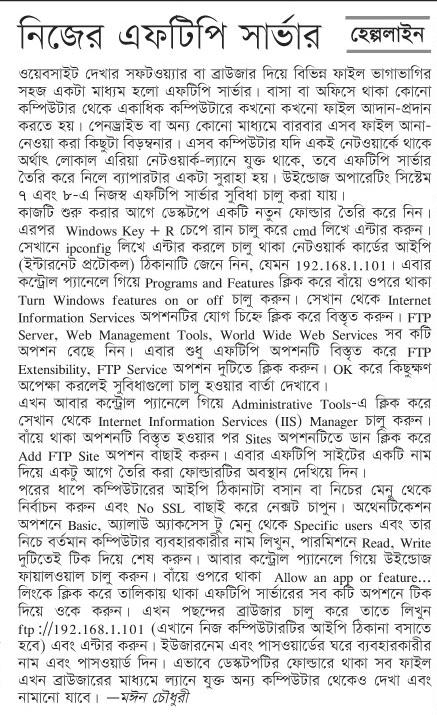 নিজের এফটিপি সার্ভার
হেল্পলাইন
ওয়েবসাইট দেখার সফটওয়্যার বা ব্রাউজার দিয়ে বিভিন্ন ফাইল ভাগাভাগির
সহজ একটা মাধ্যম হলো এফটিপি সার্ভার। বাসা বা অফিসে থাকা কোনো
কম্পিউটার থেকে একাধিক কম্পিউটারে কখনো কখনো ফাইল আদান-প্রদান
করতে হয়। পেনড্রাইভ বা অন্য কোনো মাধ্যমে বারবার এসব ফাইল আনা-
নেওয়া করা কিছুটা বিড়ম্বনার। এসব কম্পিউটার যদি একই নেটওয়ার্কে থাকে
অর্থাৎ লোকাল এরিয়া নেটওয়ার্ক-ল্যানে যুক্ত থাকে, তবে এফটিপি সার্ভার
তৈরি করে নিলে ব্যাপারটার একটা সুরাহা হয়। উইন্ডোজ অপারেটিং সিস্টেম
৭ এবং ৮-এ নিজস্ব এফটিপি সার্ভার সুবিধা চালু করা যায়।
কাজটি শুরু করার আগে ডেস্কটপে একটি নতুন ফোল্ডার তৈরি করে নিন।
এরপর Windows Key + R চেপে রান চালু করে cmd লিখে এন্টার করুন।
সেখানে ipconfig লিখে এন্টার করলে চালু থাকা নেটওয়ার্ক কার্ডের আইপি
(ইন্টারনেট প্রটোকল) ঠিকানাটি জেনে নিন, যেমন 192.168.1.101। এবার
কন্ট্রোল প্যানেলে গিয়ে Programs and Features ক্লিক করে বাঁয়ে ওপরে থাকা
Turn Windows features on or off চালু করুন। সেখান থেকে Internet
Information Services অপশনটির যোগ চিহ্নে ক্লিক করে বিস্তৃত করুন। FTP
Server, Web Management Tools, World Wide Web Services সব কটি
অপশন বেছে নিন। এবার শুধু এফটিপি অপশনটি বিস্তৃত করে FTP
Extensibility, FTP Service অপশন দুটিতে ক্লিক করুন। OK করে কিছুক্ষণ
অপেক্ষা করলেই সুবিধাগুলো চালু হওয়ার বার্তা দেখাবে।
এখন আবার কন্ট্রোল প্যানেলে গিয়ে Administrative Tools-এ ক্লিক করে
সেখান থেকে Internet Information Services (IIS) Manager চালু করুন।
বাঁয়ে থাকা অপশনটি বিস্তৃত হওয়ার পর Sites অপশনটিতে ডান ক্লিক করে
Add FTP Site অপশন বাছাই করুন। এবার এফটিপি সাইটের একটি নাম
দিয়ে একটু আগে তৈরি করা ফোল্ডারটির অবস্থান দেখিয়ে দিন।
পরের ধাপে কম্পিউটারের আইপি ঠিকানাটা বসান বা নিচের মেনু থেকে
নির্বাচন করুন এবং No SSL বাছাই করে নেক্সট চাপুন। অথেনটিকেশন
অপশনে Basic, অ্যালাউ অ্যাকসেস টু মেনু থেকে Specific users এবং তার
নিচে বর্তমান কম্পিউটার ব্যবহারকারীর নাম লিখুন, পারমিশনে Read, Write
দুটিতেই টিক দিয়ে শেষ করুন। আবার কন্ট্রোল প্যানেলে গিয়ে উইন্ডোজ
ফায়ালওয়াল চালু করুন। বাঁয়ে ওপরে থাকা Allow an app or feature...
লিংকে ক্লিক করে তালিকায় থাকা এফটিপি সার্ভারের সব কটি অপশনে টিক
দিয়ে ওকে করুন। এখন পছন্দের ব্রাউজার চালু করে তাতে লিখুন
ftp ://192.168.1.101 (এখানে নিজ কম্পিউটারটির আইপি ঠিকানা বসাতে
হবে) এবং এন্টার করুন। ইউজারনেম এবং পাসওয়ার্ডের ঘরে ব্যবহারকারীর
নাম এবং পাসওয়ার্ড দিন। এভাবে ডেস্কটপটির ফোল্ডারে থাকা সব ফাইল
এখন ব্রাউজারের মাধ্যমে ল্যানে যুক্ত অন্য কম্পিউটার থেকেও দেখা এবং
নামানো যাবে। —মঈন চৌধুরী